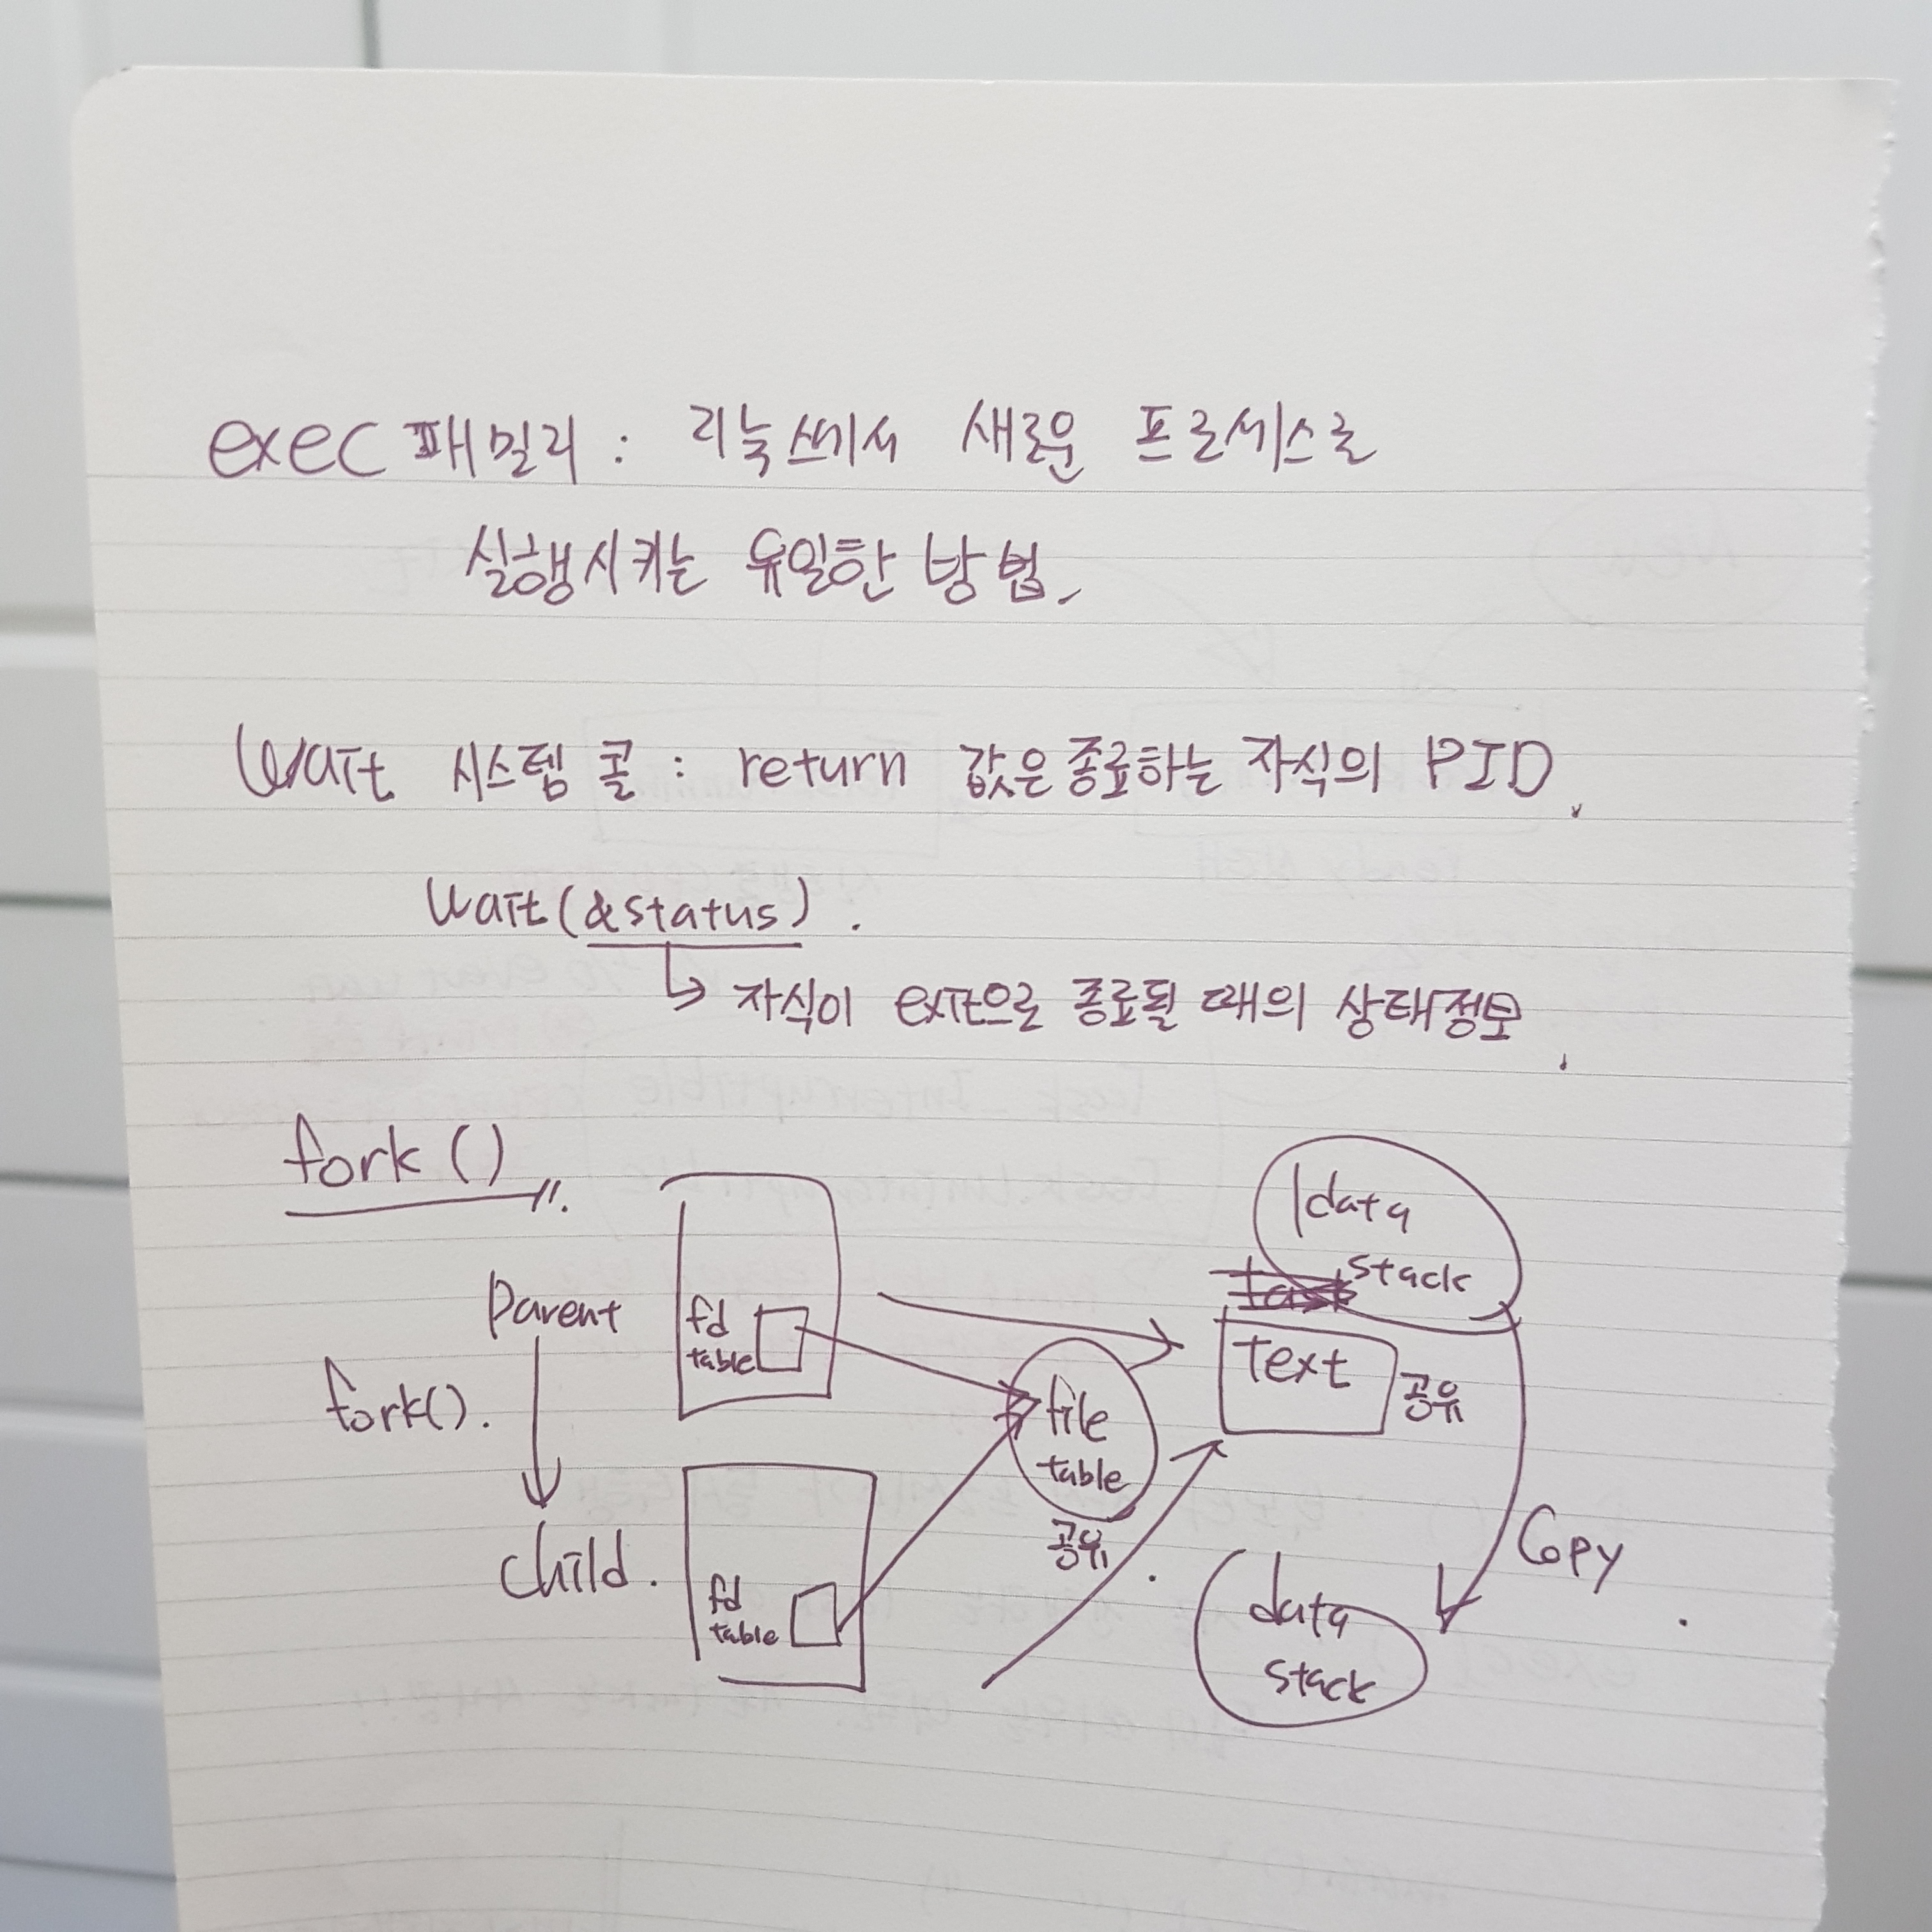 exec 패밀리 : 리눅스에서 새로운 프로세스로
실행시키는 유일한 방법.
wait 시스템 콜 : return 값은 종료하는 자식의 PID.
wait(&status).
↳ 자식이 exit으로 종료될 때의 상태정보.
fork()
data
stack
Parent
fd
table
text
공유
fork().
file
table
공유
Copy
child.
fd
table
data
stack